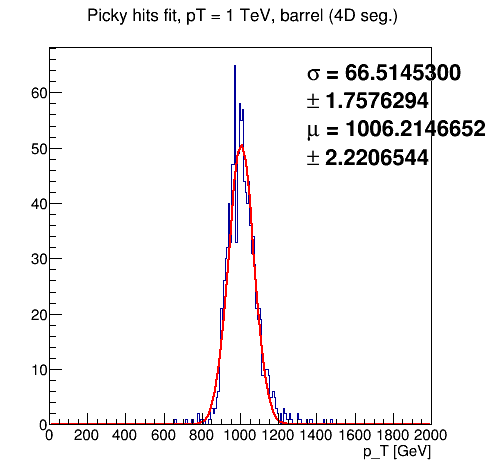 Picky hits fit, pT = 1 TeV, barrel (4D seg.)
σ = 66.5145300
± 1.7576294
μ = 1006.2146652
± 2.2206544
60
50
40
30
20
10
0
0 200 400 600 800 1000 1200 1400 1600 1800 2000
p_T [GeV]